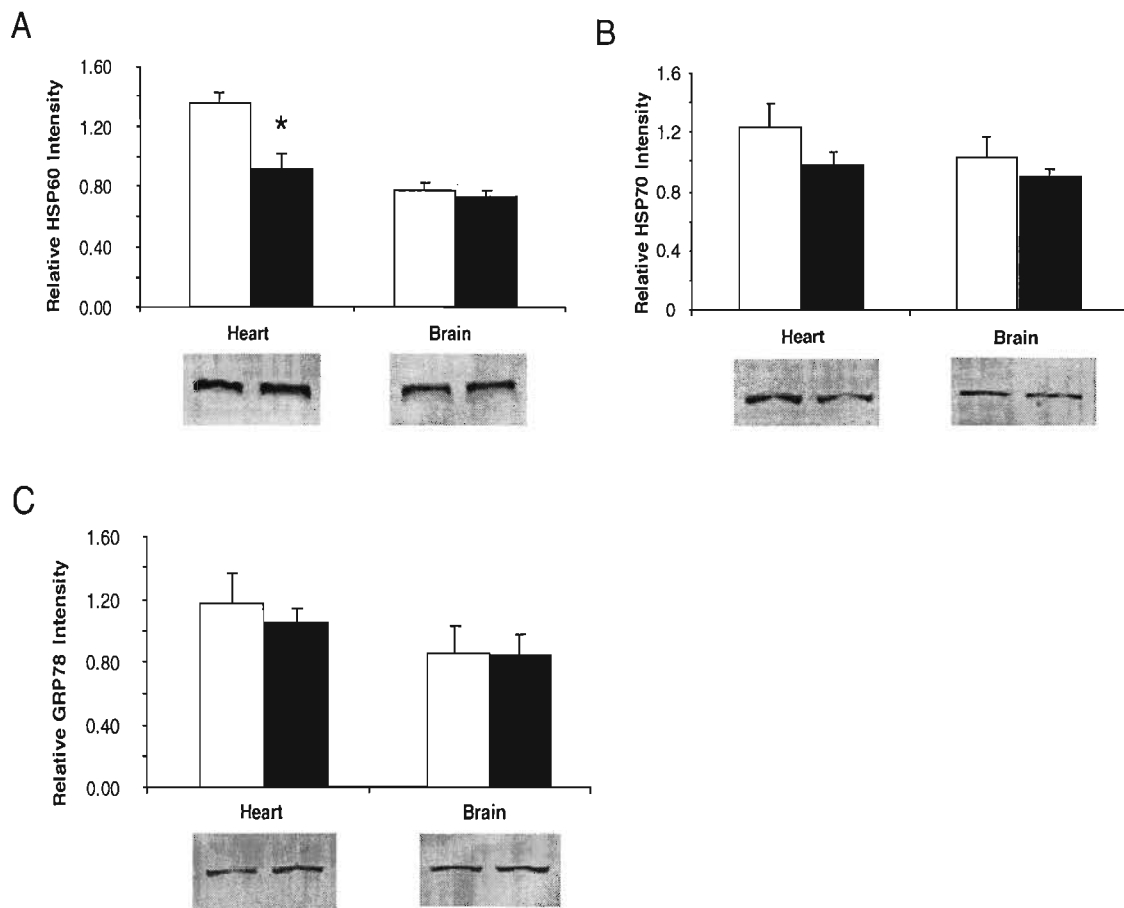 A
Relative HSP60 Intensity
1.60
1.20
0.80
0.40
0.00
*
Heart Brain
B
Relative HSP70 Intensity
1.6
1.2
0.8
0.4
0
Heart Brain
C
Relative GRP78 Intensity
1.60
1.20
0.80
0.40
0.00
Heart Brain